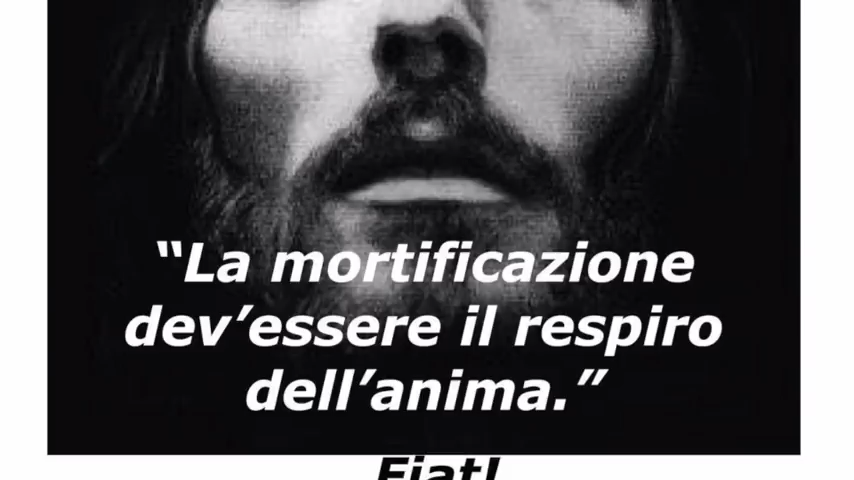 “La mortificazione
dev’essere il respiro
dell’anima.”
Fiat!